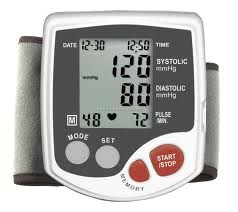 DATE 12-30 12:50 TIME
120 SYSTOLIC
mmHg mmHg
80 DIASTOLIC
mmHg
M 48 ♥ 72 PULSE
/MIN.
MODE SET
START
/STOP
MEMORY